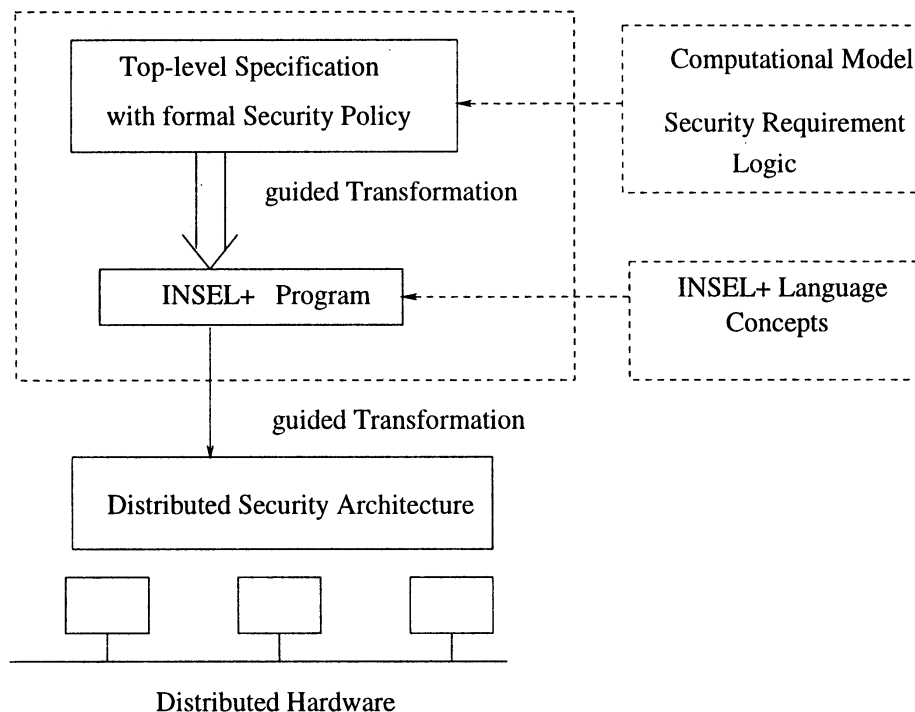 Top-level Specification
with formal Security Policy
Computational Model
Security Requirement
Logic
guided Transformation
INSEL+ Program
INSEL+ Language
Concepts
guided Transformation
Distributed Security Architecture
Distributed Hardware